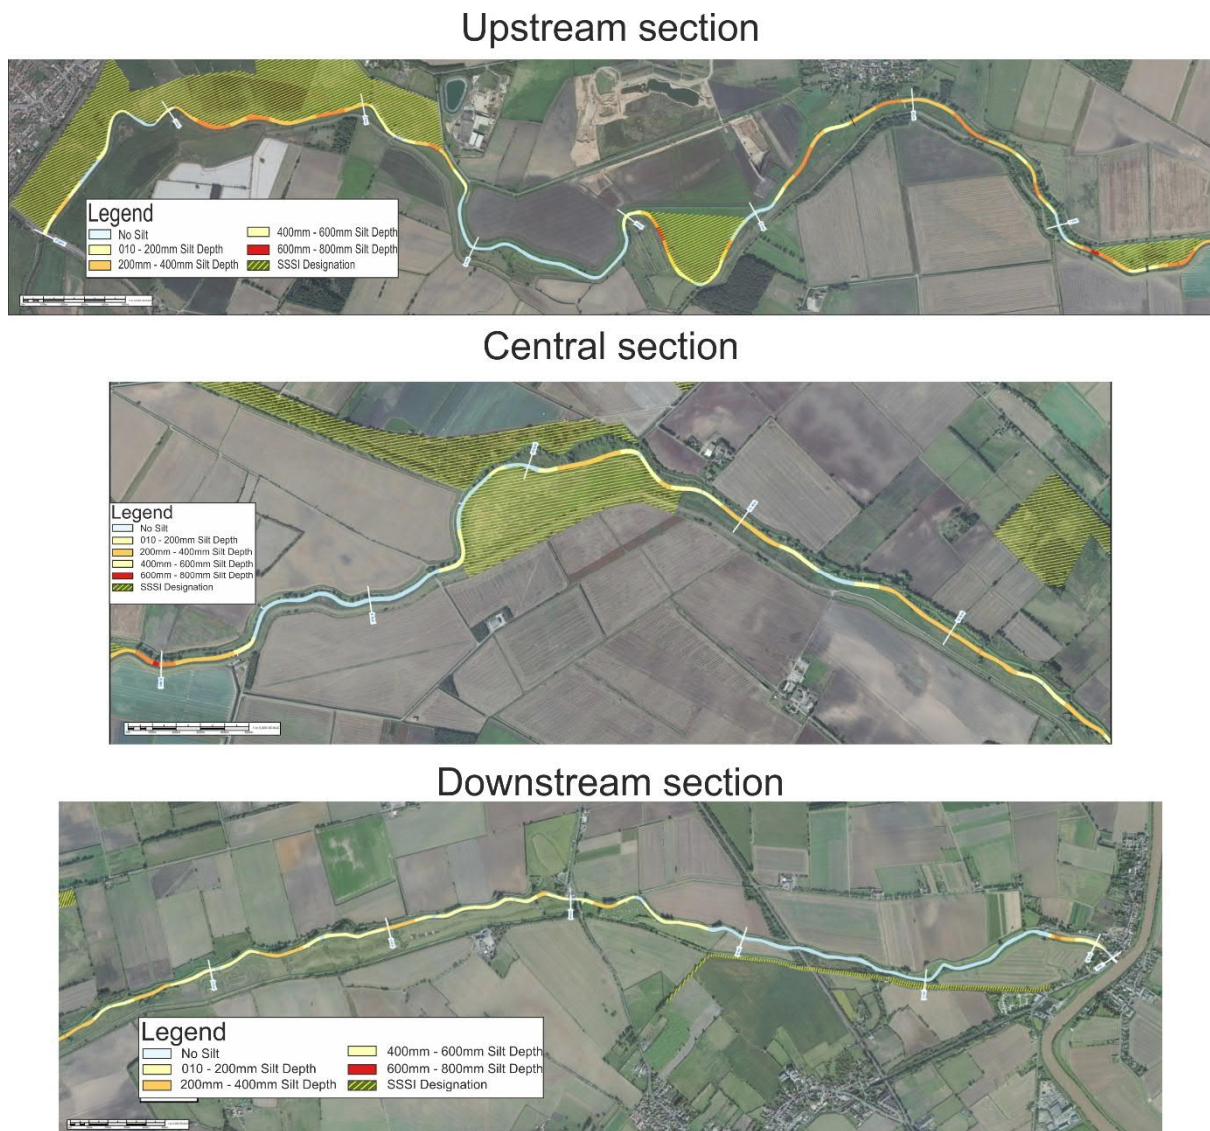 Upstream section
Legend
No Silt
010 - 200mm Silt Depth
200mm - 400mm Silt Depth
400mm - 600mm Silt Depth
600mm - 800mm Silt Depth
SSSI Designation
Central section
Legend
No Silt
010 - 200mm Silt Depth
200mm - 400mm Silt Depth
400mm - 600mm Silt Depth
600mm - 800mm Silt Depth
SSSI Designation
Downstream section
Legend
No Silt
010 - 200mm Silt Depth
200mm - 400mm Silt Depth
400mm - 600mm Silt Depth
600mm - 800mm Silt Depth
SSSI Designation